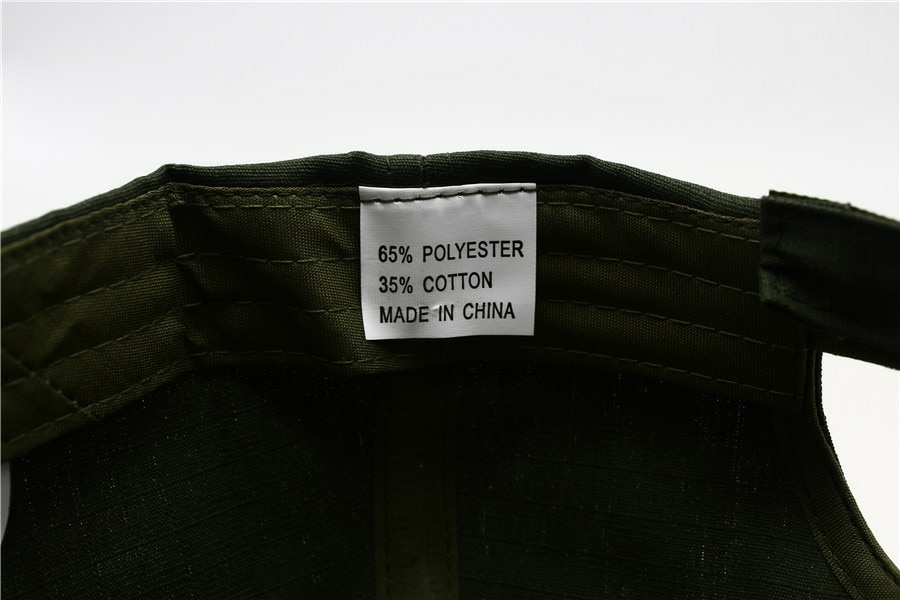 65% POLYESTER
35% COTTON
MADE IN CHINA